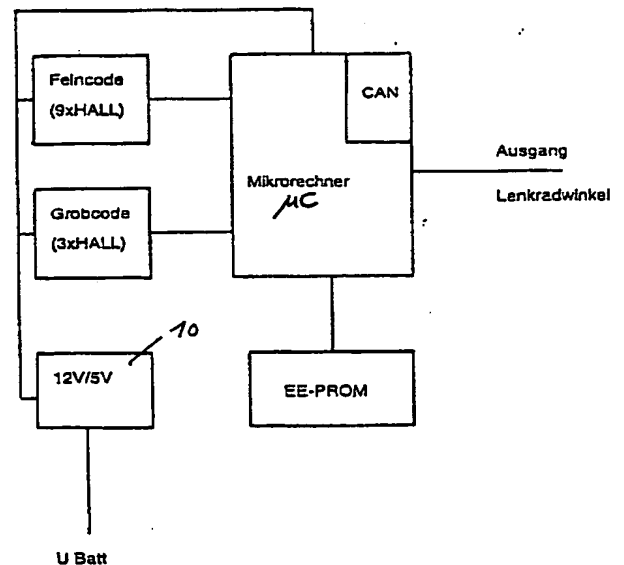 Feincode
(9xHALL)
CAN
Mikrorechner
µC
Ausgang
Lenkradwinkel
Grobcode
(3xHALL)
10
12V/5V
EE-PROM
U Batt